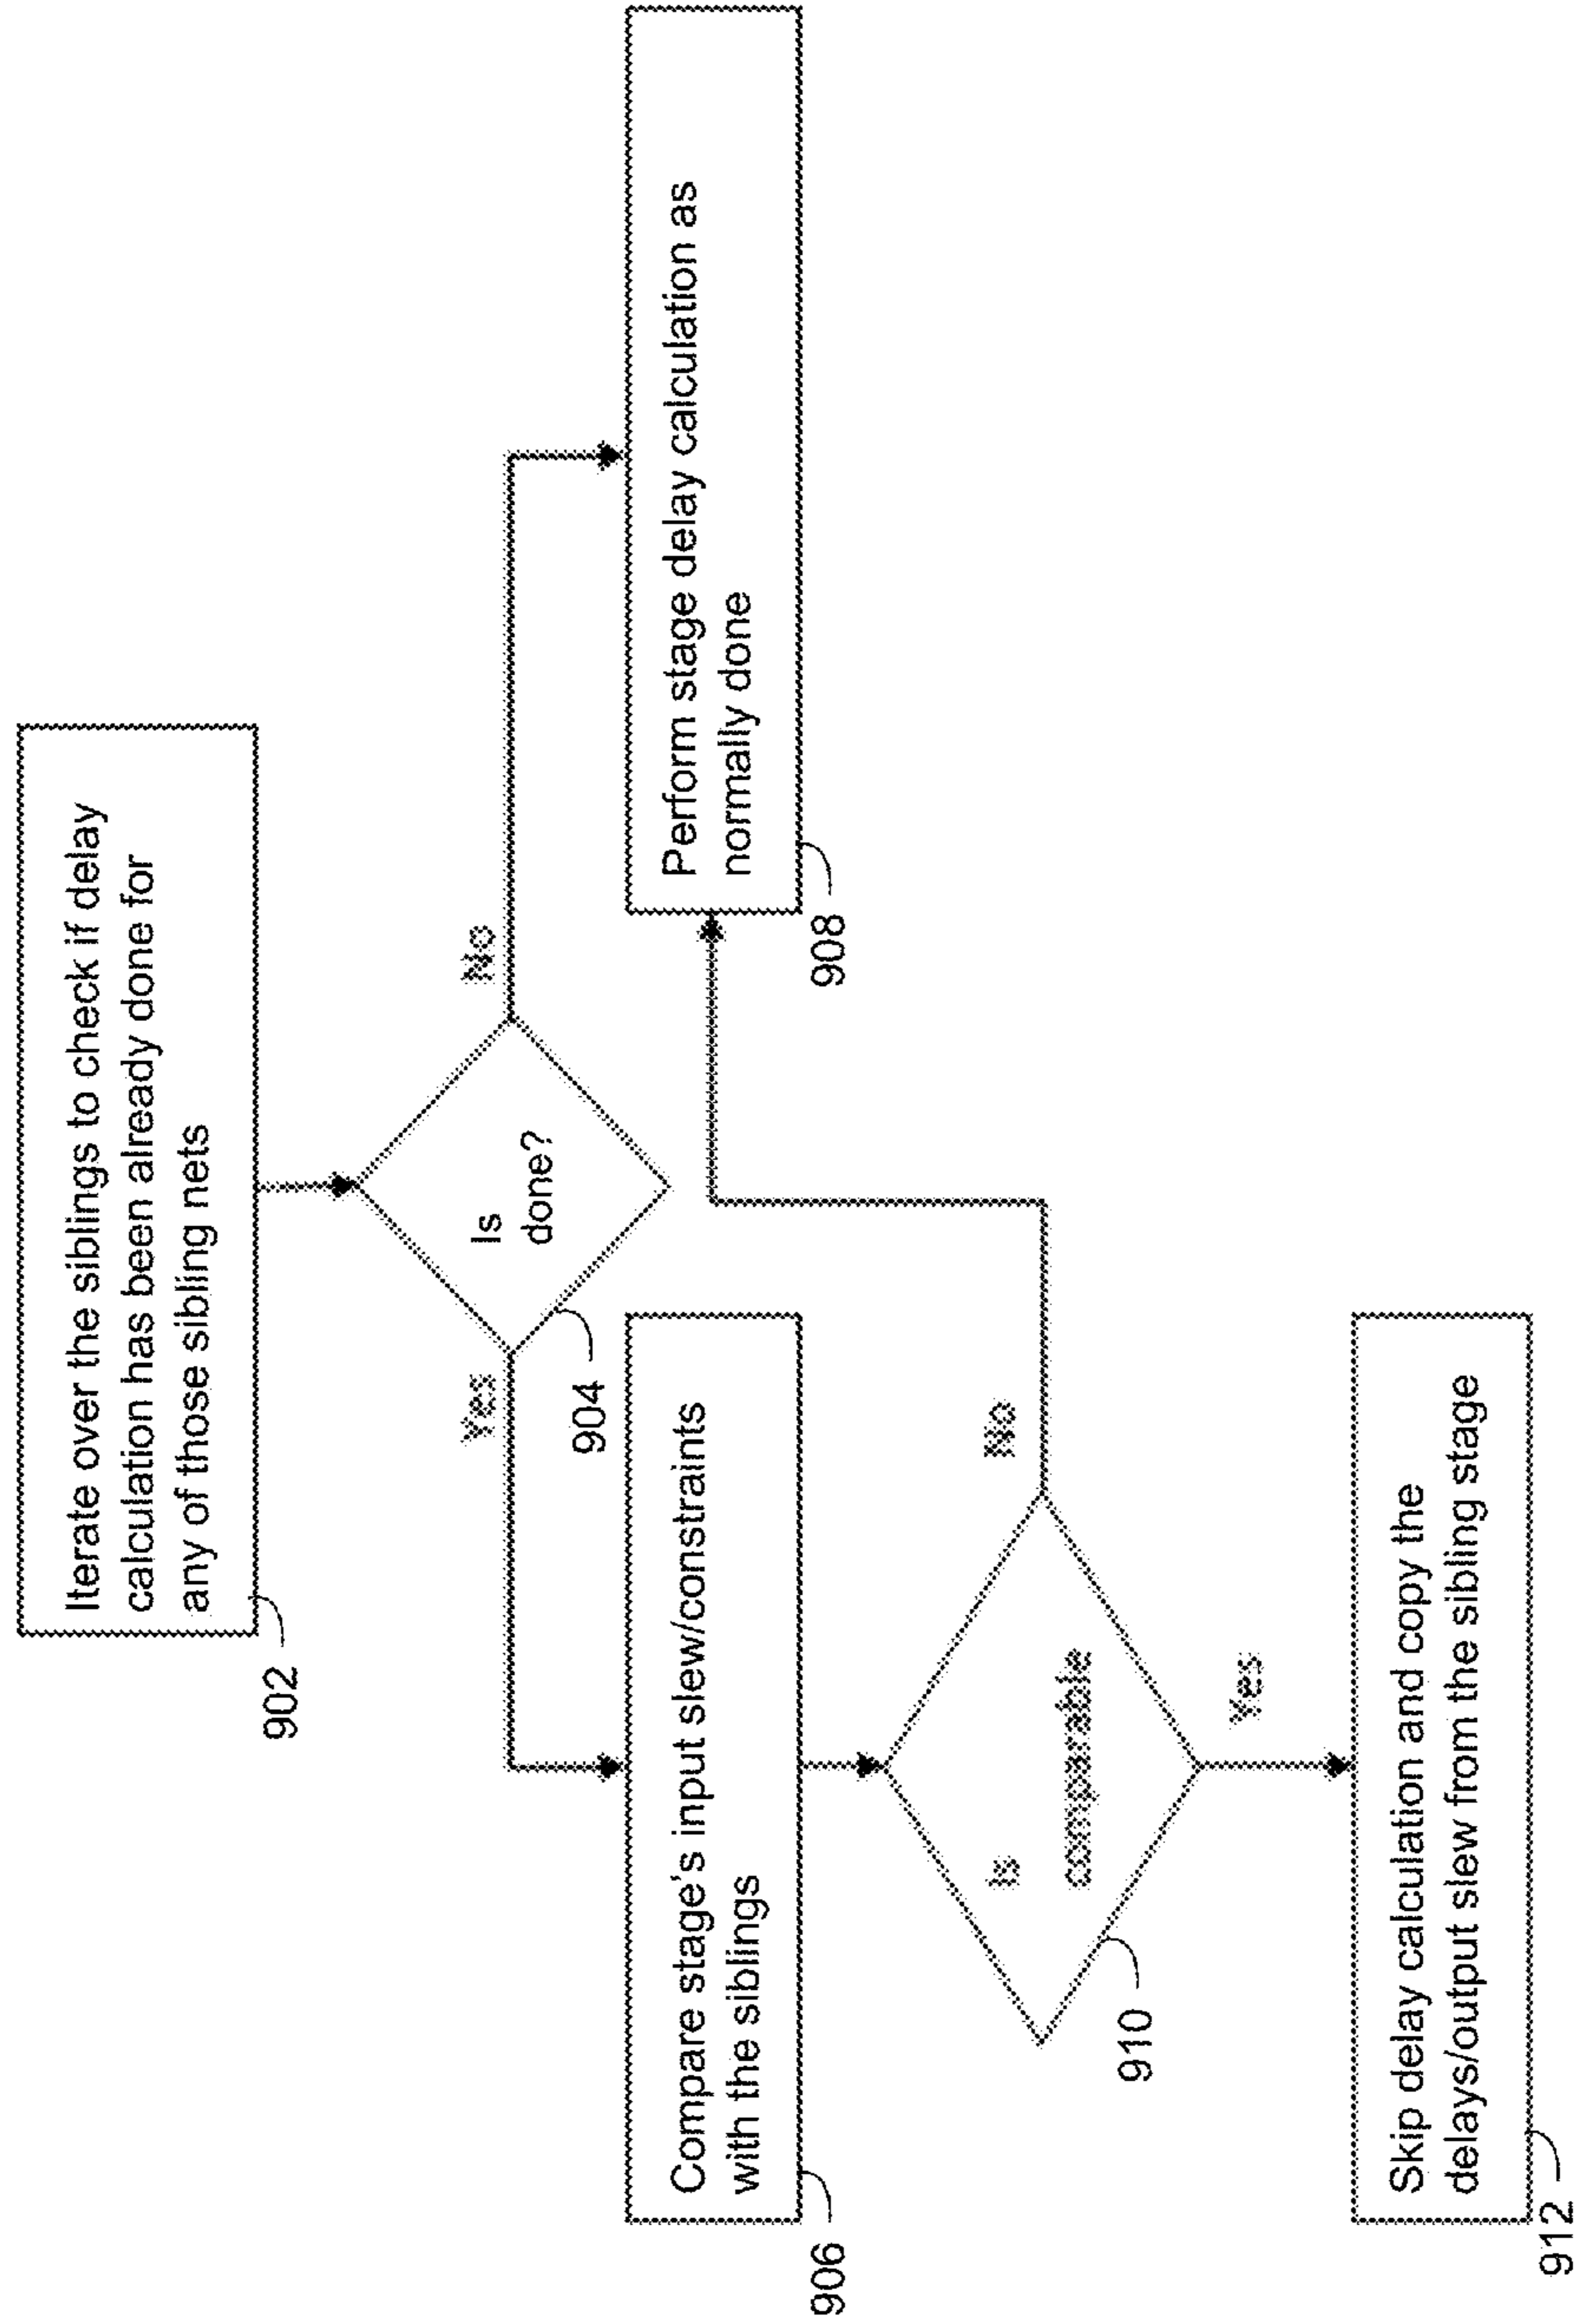 Iterate over the siblings to check if delay
calculation has been already done for
any of those sibling nets
902
Is
done?
904
Yes
No
Compare stage's input slew/constraints
with the siblings
906
Perform stage delay calculation as
normally done
908
Is
comparable
910
No
Yes
Skip delay calculation and copy the
delays/output slew from the sibling stage
912